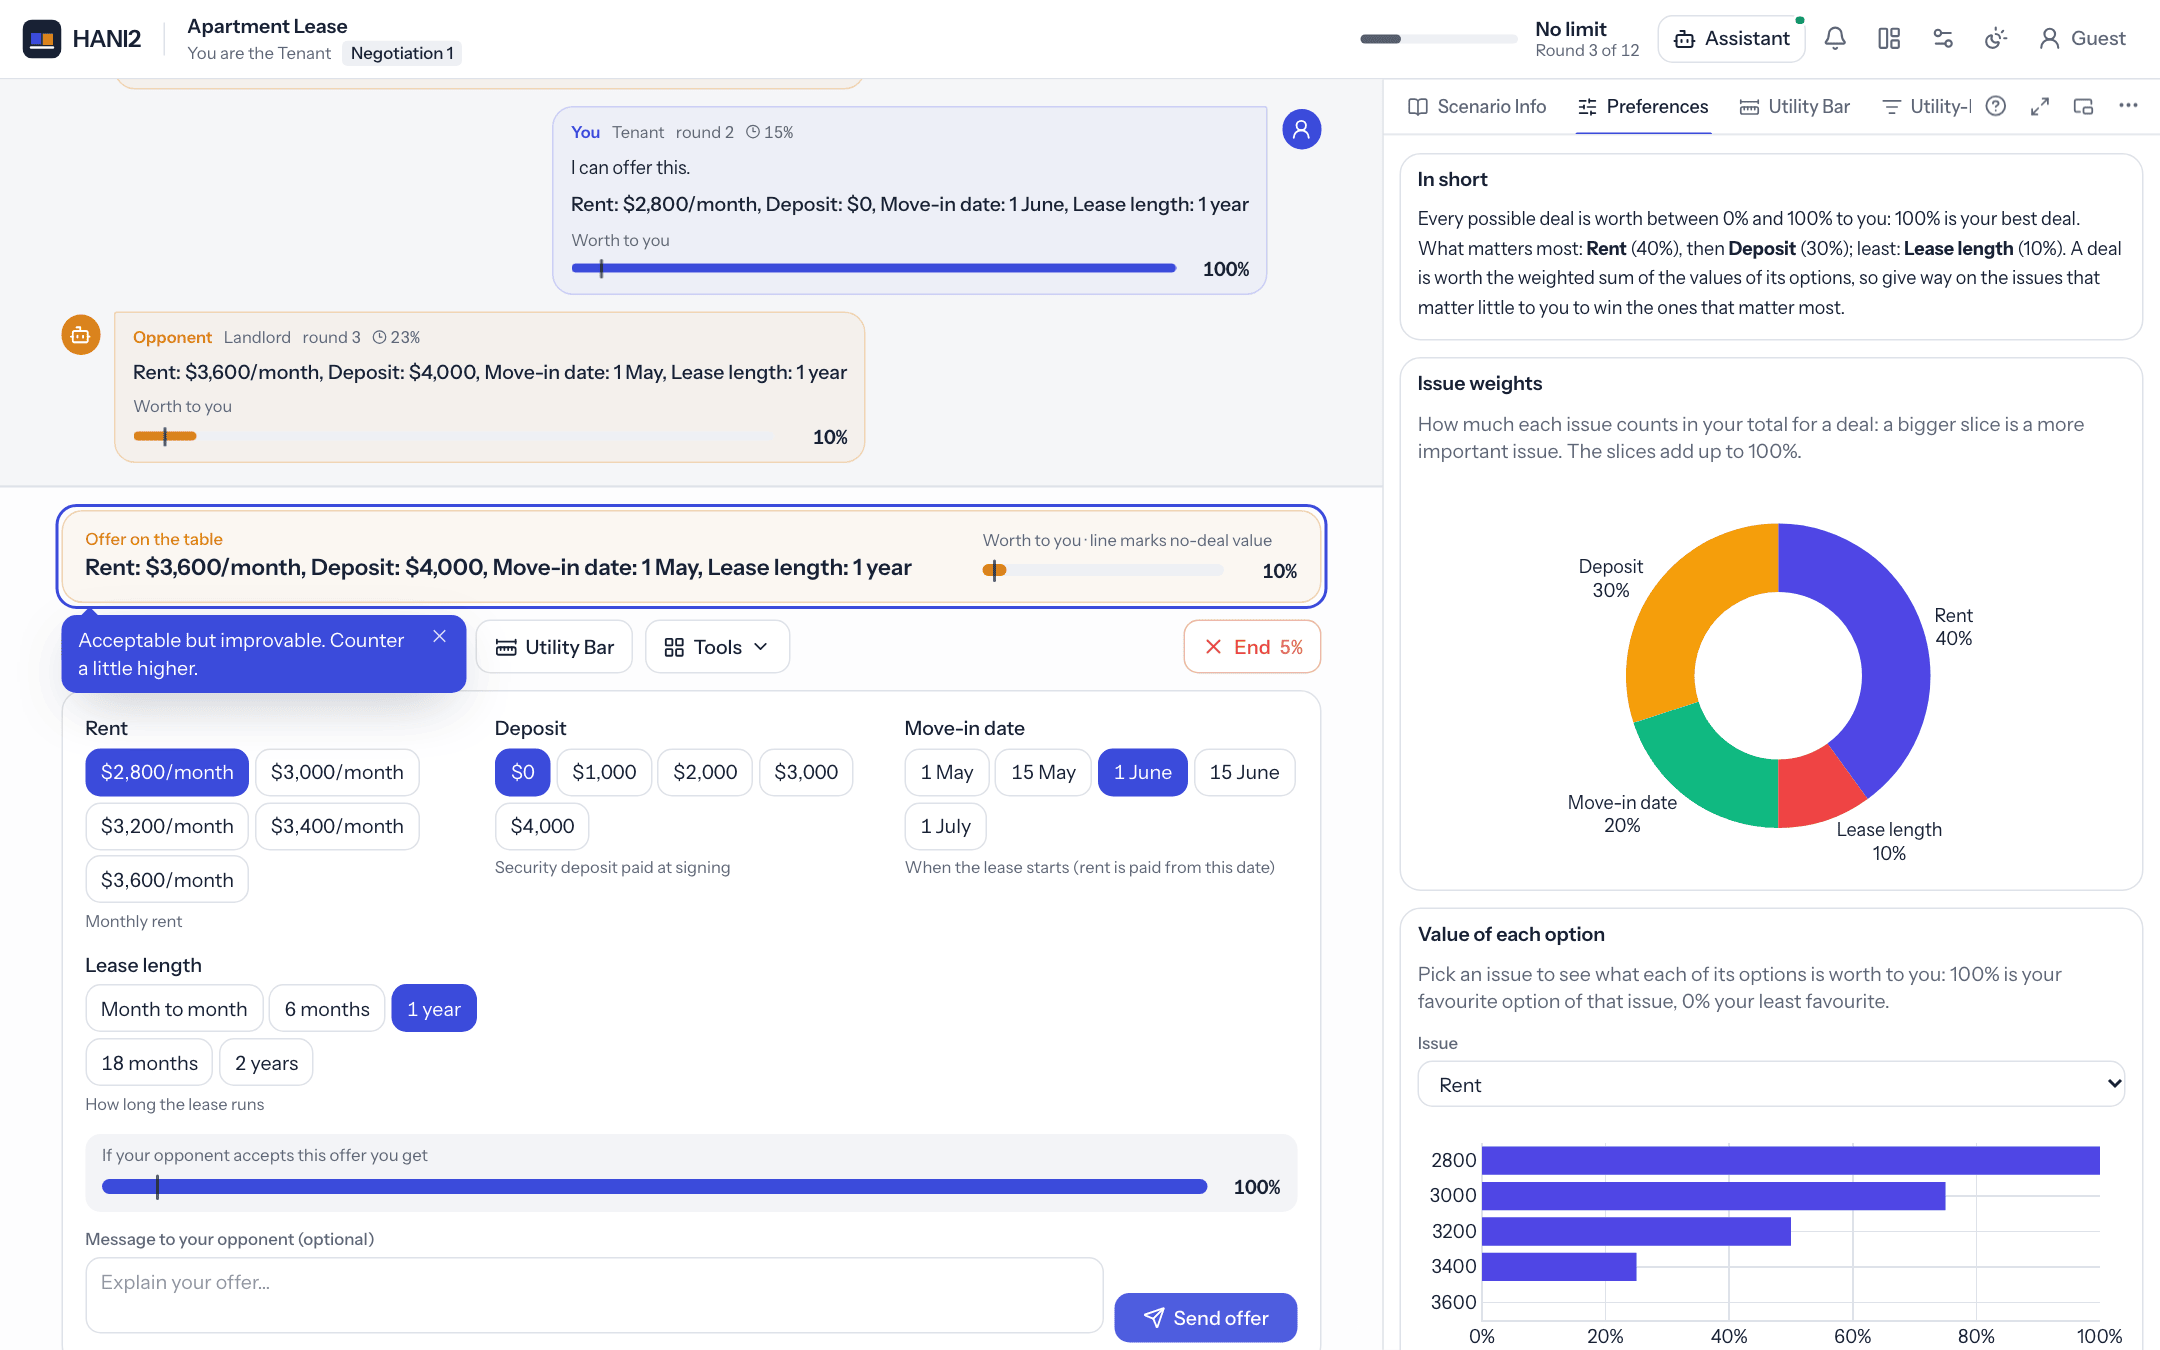 HANI2
Apartment Lease
You are the Tenant Negotiation 1
No limit
Round 3 of 12
Assistant
Guest
You Tenant round 2 15%
I can offer this.
Rent: $2,800/month, Deposit: $0, Move-in date: 1 June, Lease length: 1 year
Worth to you
100%
Opponent Landlord round 3 23%
Rent: $3,600/month, Deposit: $4,000, Move-in date: 1 May, Lease length: 1 year
Worth to you
10%
Offer on the table
Rent: $3,600/month, Deposit: $4,000, Move-in date: 1 May, Lease length: 1 year
Worth to you · line marks no-deal value
10%
Acceptable but improvable. Counter
a little higher.
Utility Bar
Tools
End 5%
Rent
$2,800/month $3,000/month
$3,200/month $3,400/month
$3,600/month
Monthly rent
Deposit
$0 $1,000 $2,000 $3,000
$4,000
Security deposit paid at signing
Move-in date
1 May 15 May 1 June 15 June
1 July
When the lease starts (rent is paid from this date)
Lease length
Month to month 6 months 1 year
18 months 2 years
How long the lease runs
If your opponent accepts this offer you get
100%
Message to your opponent (optional)
Explain your offer...
Send offer
Scenario Info Preferences Utility Bar Utility-
In short
Every possible deal is worth between 0% and 100% to you: 100% is your best deal.
What matters most: Rent (40%), then Deposit (30%); least: Lease length (10%). A deal
is worth the weighted sum of the values of its options, so give way on the issues that
matter little to you to win the ones that matter most.
Issue weights
How much each issue counts in your total for a deal: a bigger slice is a more
important issue. The slices add up to 100%.
Deposit
30%
Rent
40%
Move-in date
20%
Lease length
10%
Value of each option
Pick an issue to see what each of its options is worth to you: 100% is your
favourite option of that issue, 0% your least favourite.
Issue
Rent
2800
3000
3200
3400
3600
0% 20% 40% 60% 80% 100%